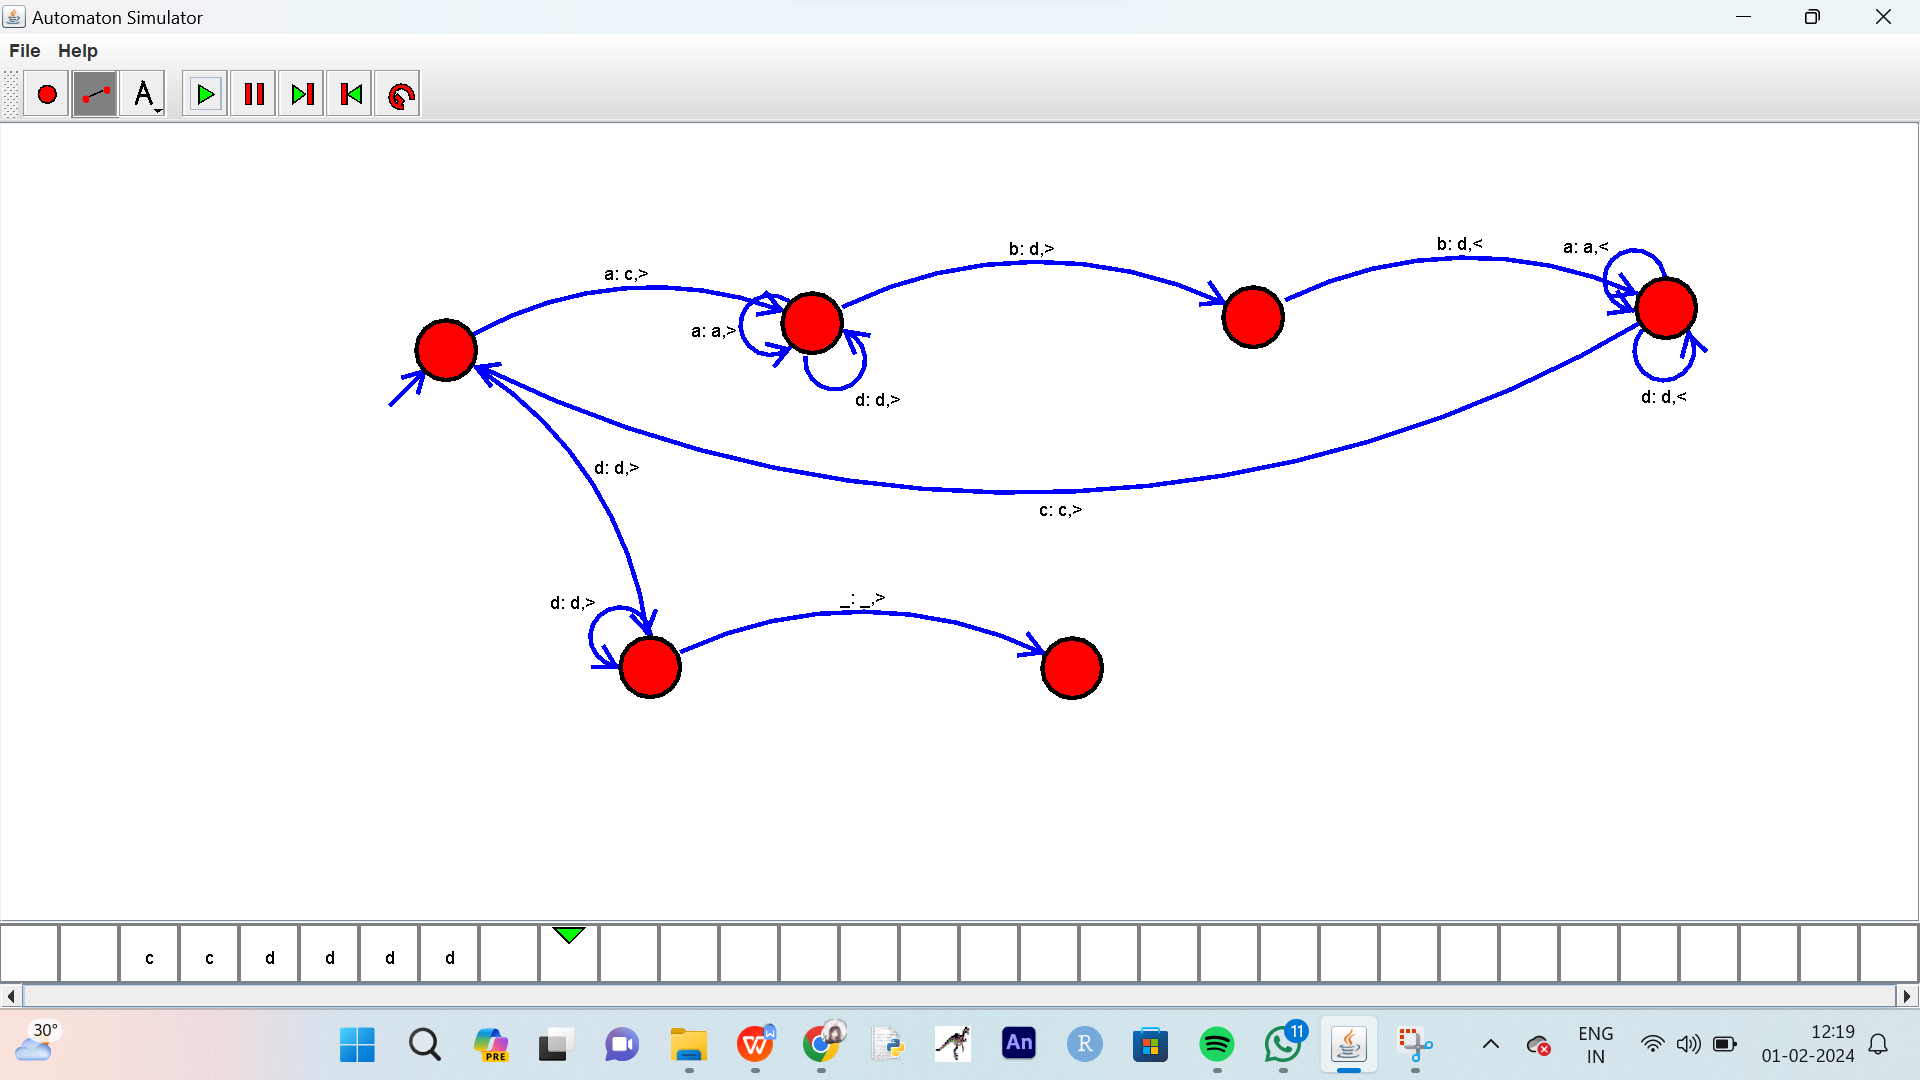 Automaton Simulator
File Help
A
b: d,>
b: d,<
a: a,<
a: c,>
a: a,>
d: d,>
d: d,<
d: d,>
c: c,>
d: d,>
_: _,>
c c d d d d
30°
PRE
W
An
R
11
ENG
IN
12:19
01-02-2024